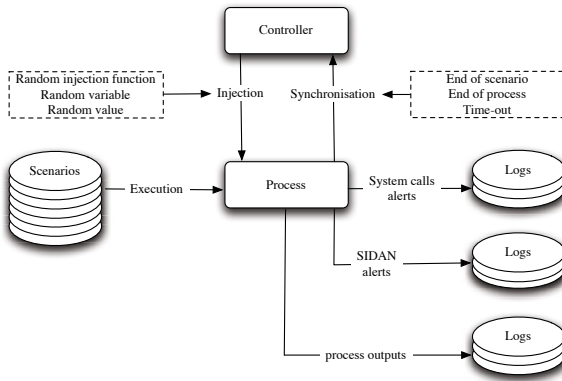 Controller
Random injection function
Random variable
Random value
Injection
Synchronisation
End of scenario
End of process
Time-out
Scenarios
Execution
Process
System calls
alerts
Logs
SIDAN
alerts
Logs
process outputs
Logs